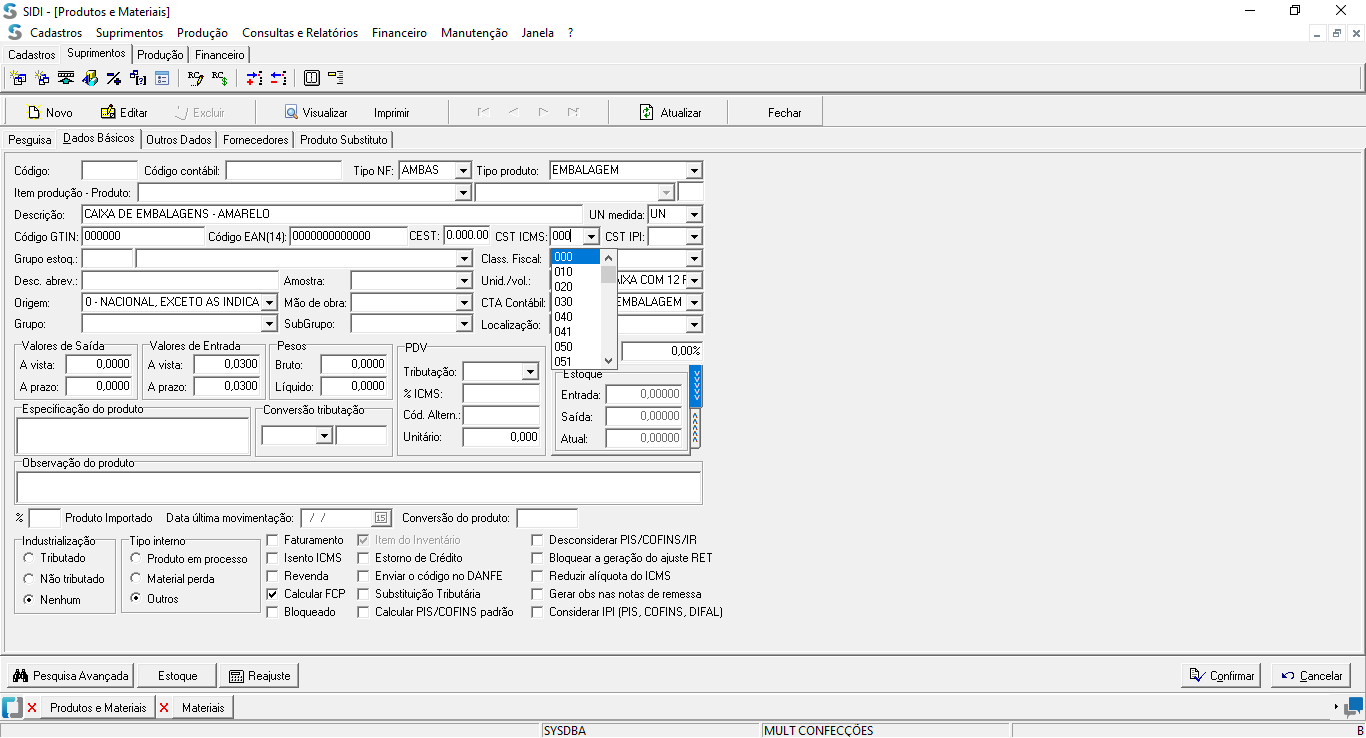 SIDI - [Produtos e Materiais]
Cadastros Suprimentos Produção Consultas e Relatórios Financeiro Manutenção Janela ?
Cadastros Suprimentos Produção Financeiro
Novo Editar Excluir Visualizar Imprimir Atualizar Fechar
Pesquisa Dados Básicos Outros Dados Fornecedores Produto Substituto
Código: Código contábil: Tipo NF: AMBAS Tipo produto: EMBALAGEM
Item produção - Produto:
Descrição: CAIXA DE EMBALAGENS - AMARELO UN medida: UN
Código GTIN: 000000 Código EAN(14): 0000000000000 CEST: 0.000.00 CST ICMS: 000 CST IPI:
Grupo estoq.: Class. Fiscal:
Desc. abrev.: Amostra: Unid./vol.: AIXA COM 12 F
Origem: 0 - NACIONAL, EXCETO AS INDICA Mão de obra: CTA Contábil: EMBALAGEM
Grupo: SubGrupo: Localização:
000
010
020
030
040
041
050
051
Valores de Saída Valores de Entrada Pesos PDV 0,00%
A vista: 0,0000 A vista: 0,0300 Bruto: 0,0000 Tributação:
A prazo: 0,0000 A prazo: 0,0300 Líquido: 0,0000 % ICMS:
Estoque
Entrada: 0,00000
Especificação do produto Conversão tributação Cód. Altern.: Saída: 0,00000
Unitário: 0,000 Atual: 0,00000
Observação do produto
% Produto Importado Data última movimentação: / / 15 Conversão do produto:
Industrialização Tipo interno Faturamento Item do Inventário Desconsiderar PIS/COFINS/IR
Tributado Produto em processo Isento ICMS Estorno de Crédito Bloquear a geração do ajuste RET
Não tributado Material perda Revenda Enviar o código no DANFE Reduzir alíquota do ICMS
Nenhum Outros Calcular FCP Substituição Tributária Gerar obs nas notas de remessa
Bloqueado Calcular PIS/COFINS padrão Considerar IPI (PIS, COFINS, DIFAL)
Pesquisa Avançada Estoque Reajuste Confirmar Cancelar
Produtos e Materiais Materiais
SYSDBA MULT CONFECÇÕES B